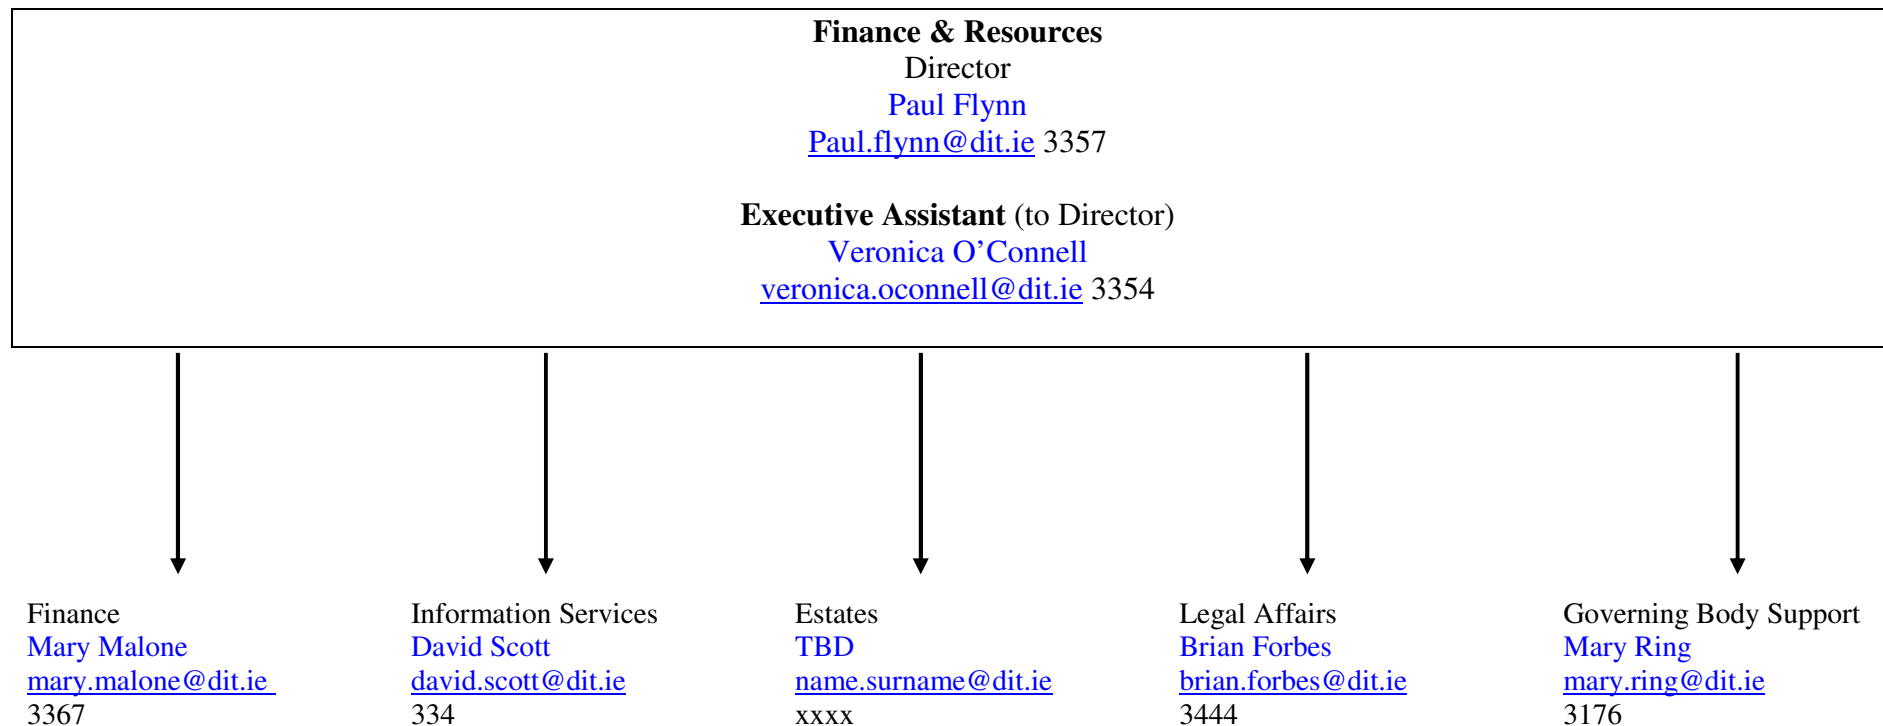 Finance & Resources
Director
Paul Flynn
Paul.flynn@dit.ie 3357
Executive Assistant (to Director)
Veronica O’Connell
veronica.oconnell@dit.ie 3354
Finance
Mary Malone
mary.malone@dit.ie
3367
Information Services
David Scott
david.scott@dit.ie
334
Estates
TBD
name.surname@dit.ie
xxxx
Legal Affairs
Brian Forbes
brian.forbes@dit.ie
3444
Governing Body Support
Mary Ring
mary.ring@dit.ie
3176